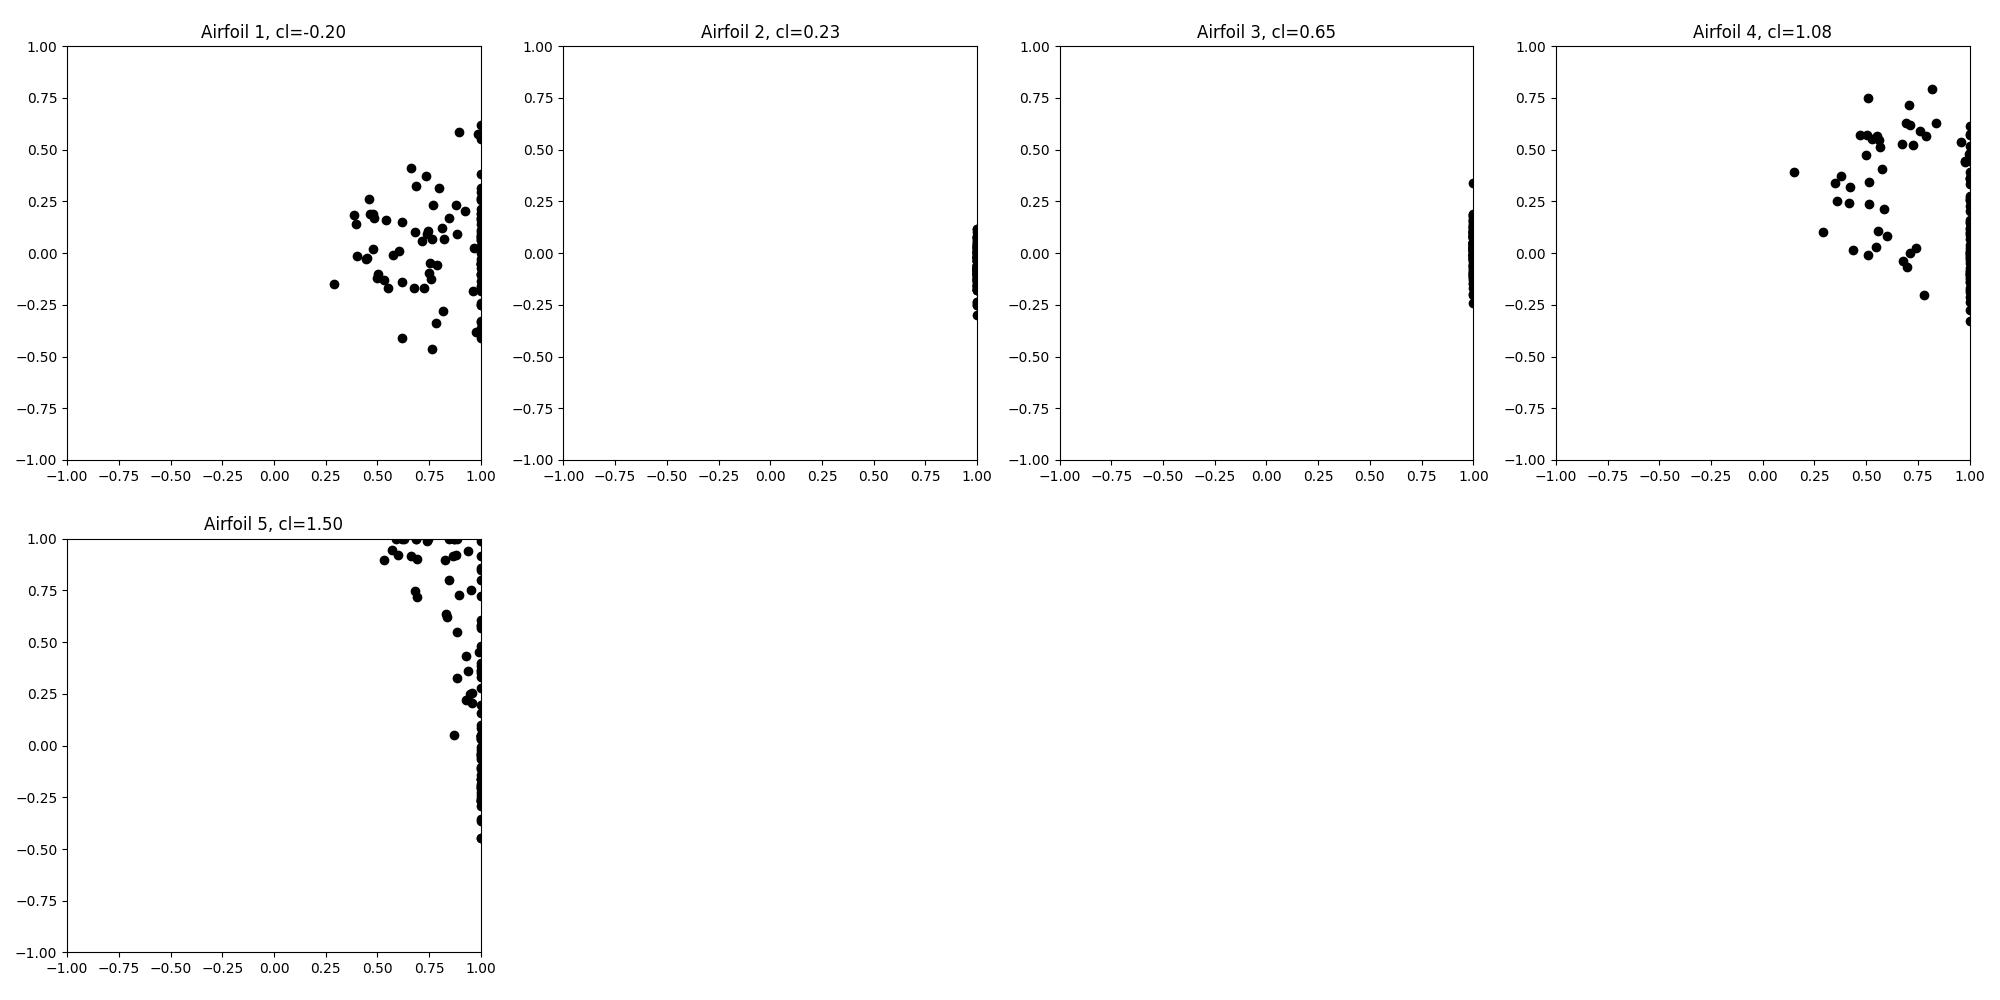 Airfoil 1, cl=-0.20
Airfoil 2, cl=0.23
Airfoil 3, cl=0.65
Airfoil 4, cl=1.08
1.00 1.00 1.00 1.00
0.75 0.75 0.75 0.75
0.50 0.50 0.50 0.50
0.25 0.25 0.25 0.25
0.00 0.00 0.00 0.00
−0.25 −0.25 −0.25 −0.25
−0.50 −0.50 −0.50 −0.50
−0.75 −0.75 −0.75 −0.75
−1.00 −1.00 −1.00 −1.00
−1.00 −0.75 −0.50 −0.25 0.00 0.25 0.50 0.75 1.00
−1.00 −0.75 −0.50 −0.25 0.00 0.25 0.50 0.75 1.00
−1.00 −0.75 −0.50 −0.25 0.00 0.25 0.50 0.75 1.00
−1.00 −0.75 −0.50 −0.25 0.00 0.25 0.50 0.75 1.00
Airfoil 5, cl=1.50
1.00
0.75
0.50
0.25
0.00
−0.25
−0.50
−0.75
−1.00
−1.00 −0.75 −0.50 −0.25 0.00 0.25 0.50 0.75 1.00